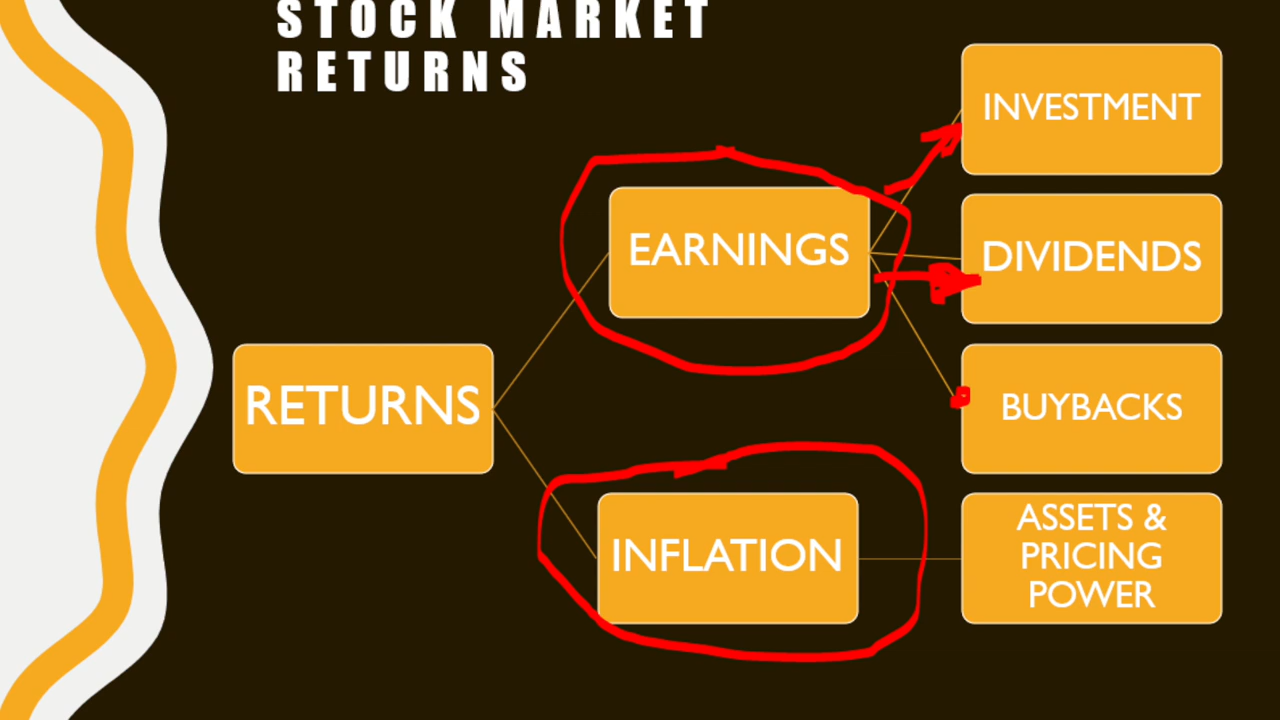 STOCK MARKET
RETURNS
RETURNS
EARNINGS
INVESTMENT
DIVIDENDS
BUYBACKS
INFLATION
ASSETS &
PRICING
POWER